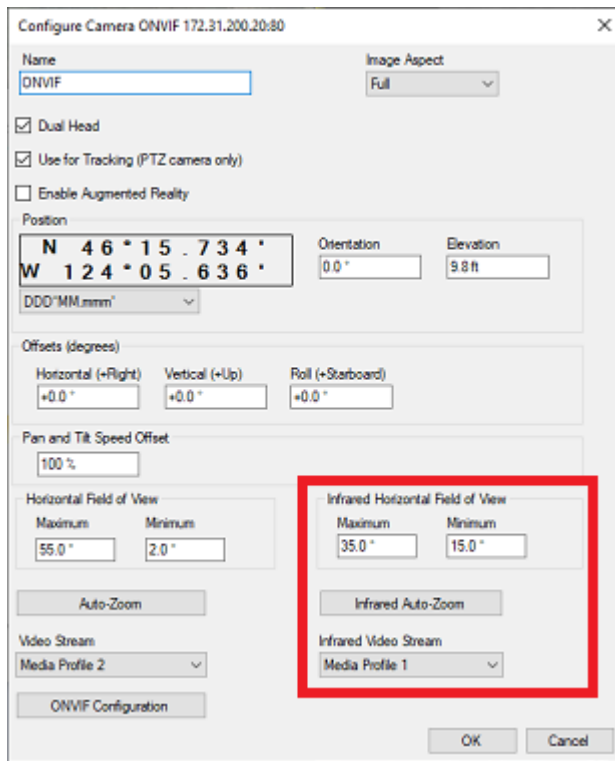 Configure Camera ONVIF 172.31.200.20:80
Name
Image Aspect
ONVIF
Full
Dual Head
Use for Tracking (PTZ camera only)
Enable Augmented Reality
Position
N 46°15.734'
W 124°05.636'
Orientation
Elevation
0.0 °
9.8 ft
DDD°MM.mmm'
Offsets (degrees)
Horizontal (+Right)
Vertical (+Up)
Roll (+Starboard)
+0.0 °
+0.0 °
+0.0 °
Pan and Tilt Speed Offset
100 %
Horizontal Field of View
Infrared Horizontal Field of View
Maximum
Minimum
Maximum
Minimum
55.0 °
2.0 °
35.0 °
15.0 °
Auto-Zoom
Infrared Auto-Zoom
Video Stream
Infrared Video Stream
Media Profile 2
Media Profile 1
ONVIF Configuration
OK
Cancel